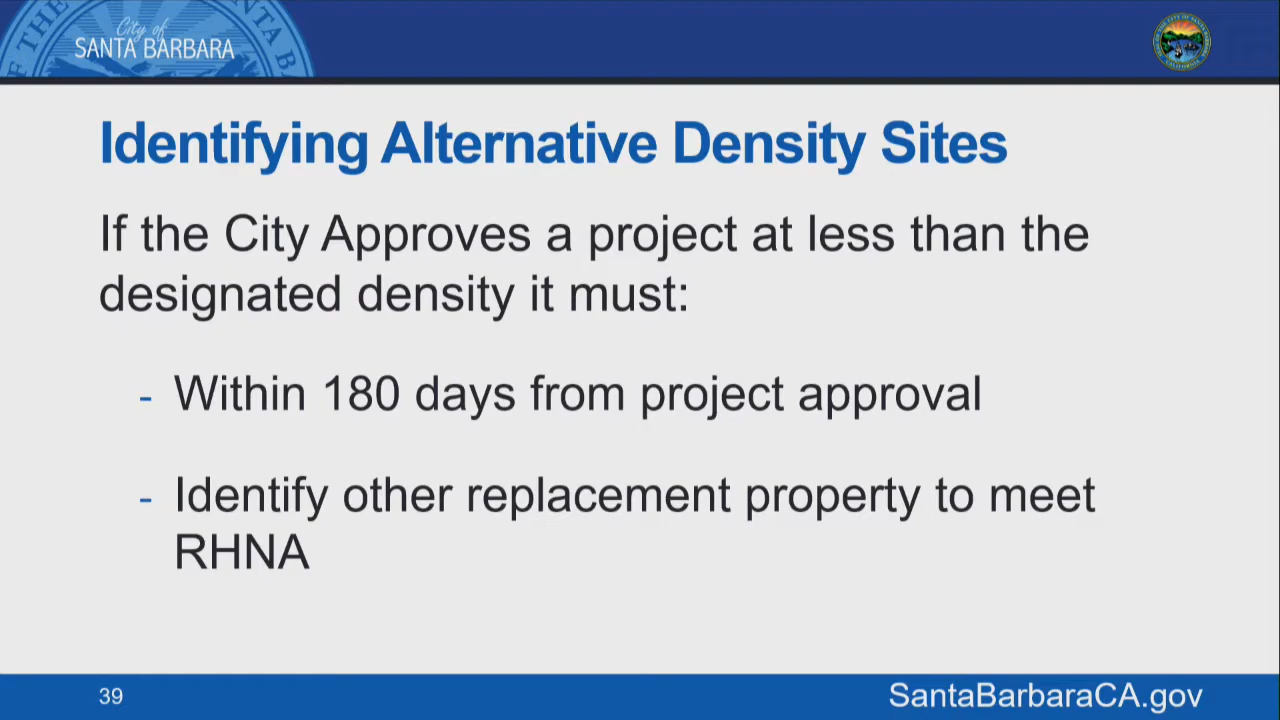 City of
SANTA BARBARA
Identifying Alternative Density Sites
If the City Approves a project at less than the
designated density it must:
- Within 180 days from project approval
- Identify other replacement property to meet
RHNA
39
SantaBarbaraCA.gov